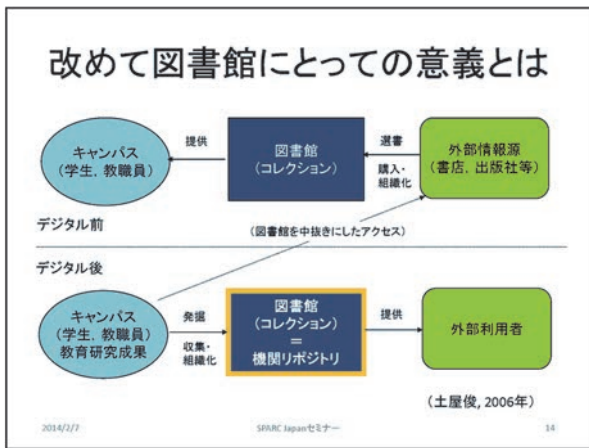 改めて図書館にとっての意義とは
キャンパス
(学生，教職員)
提供
図書館
(コレクション)
選書
購入・
組織化
外部情報源
(書店，出版社等)
デジタル前
(図書館を中抜きにしたアクセス)
デジタル後
キャンパス
(学生，教職員)
教育研究成果
発掘
収集・
組織化
図書館
(コレクション)
＝
機関リポジトリ
提供
外部利用者
(土屋俊, 2006年)
2014/2/7
SPARC Japanセミナー
14